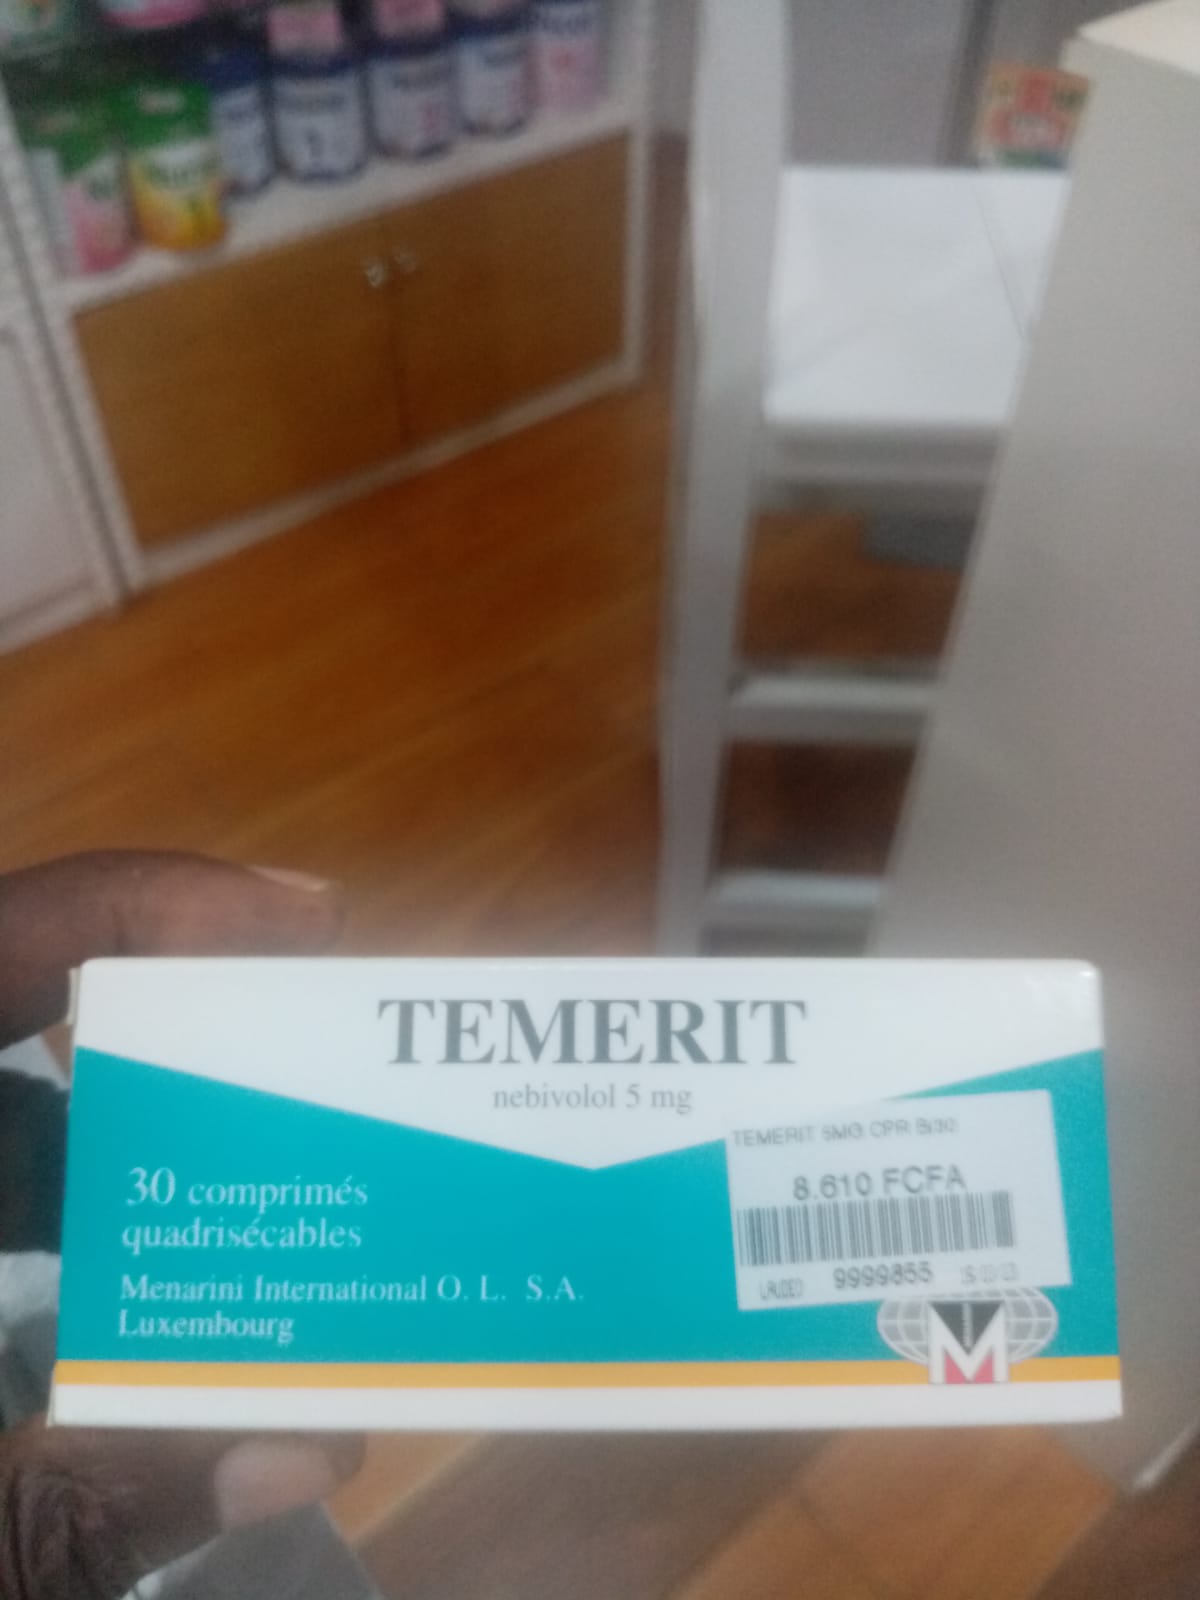 TEMERIT
nebivolol 5 mg
30 comprimés
quadrisécables
Menarini International O. L. S.A.
Luxembourg
TEMERIT 5MG CPR B/30
8.610 FCFA
9999855
M